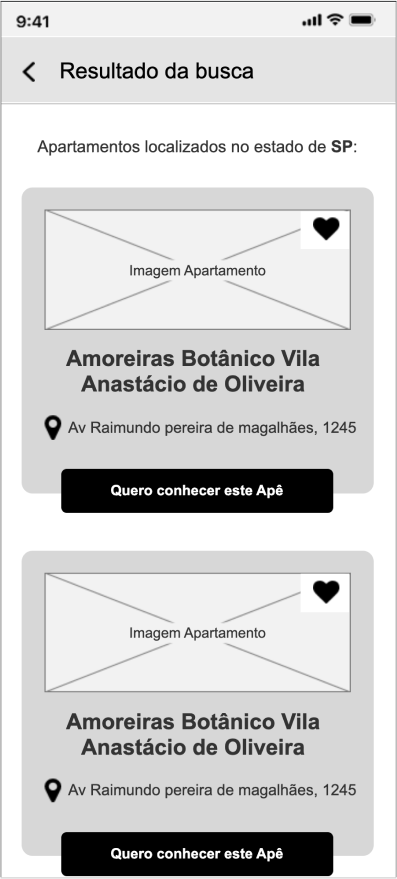 9:41
Resultado da busca
Apartamentos localizados no estado de SP:
Imagem Apartamento
Amoreiras Botânico Vila
Anastácio de Oliveira
Av Raimundo pereira de magalhães, 1245
Quero conhecer este Apê
Imagem Apartamento
Amoreiras Botânico Vila
Anastácio de Oliveira
Av Raimundo pereira de magalhães, 1245
Quero conhecer este Apê